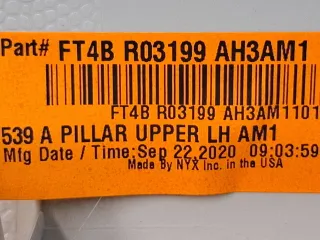 Part# FT4B R03199 AH3AM1
FT4B R03199 AH3AM1101
539 A PILLAR UPPER LH AM1
Mfg Date / Time:Sep 22,2020 09:03:59
Made By NYX Inc. in the USA